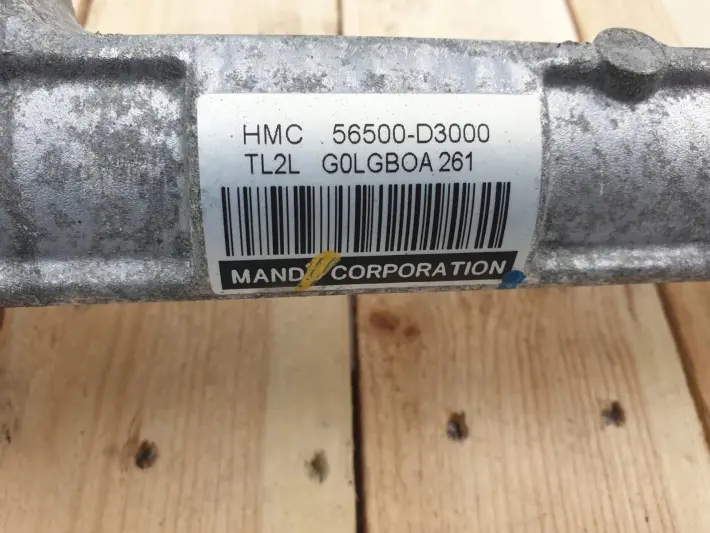 HMC 56500-D3000
TL2L G0LGBOA 261
MANDO CORPORATION